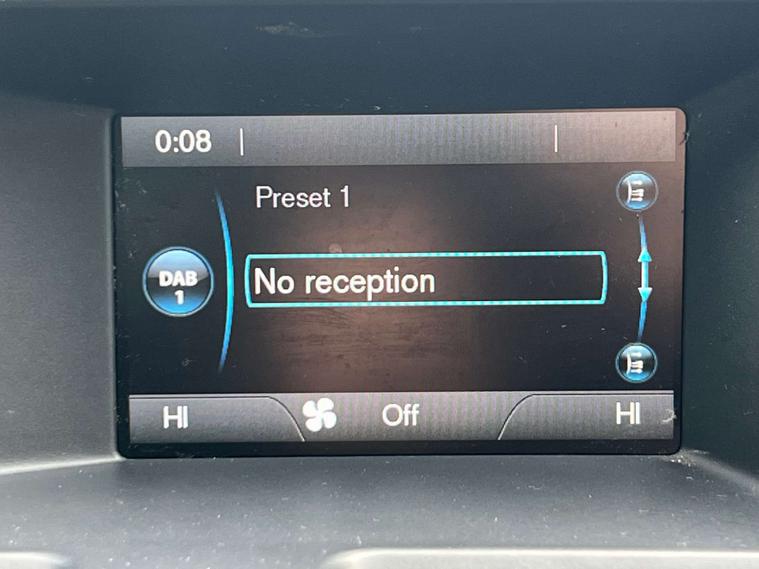 0:08
Preset 1
DAB
1
No reception
HI Off HI